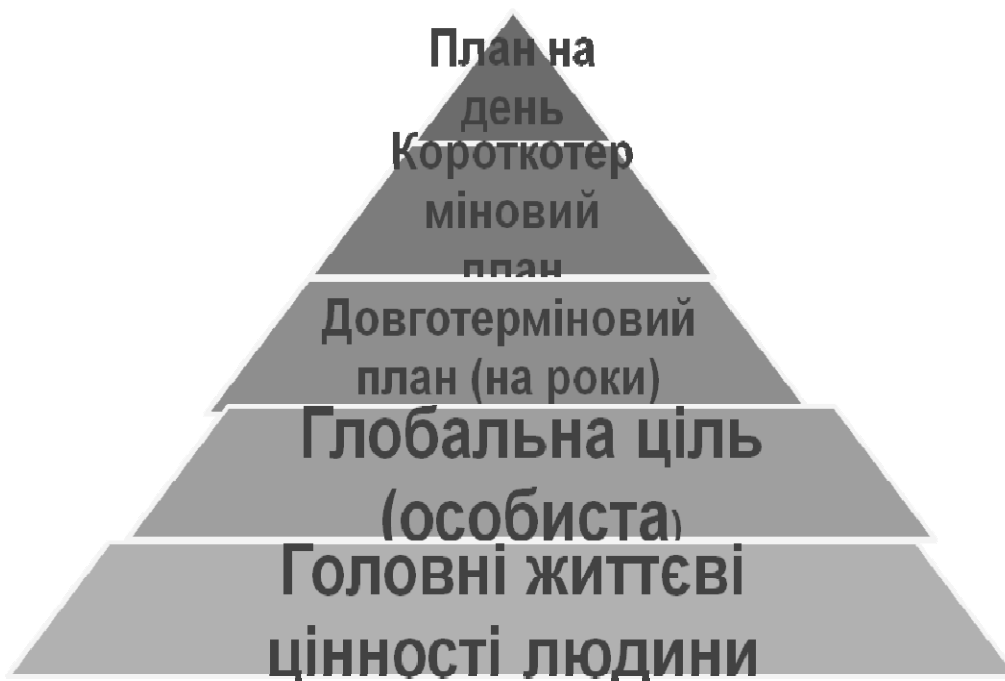 План на
день
Короткотер
міновий
план
Довготерміновий
план (на роки)
Глобальна ціль
(особиста)
Головні життєві
цінності людини